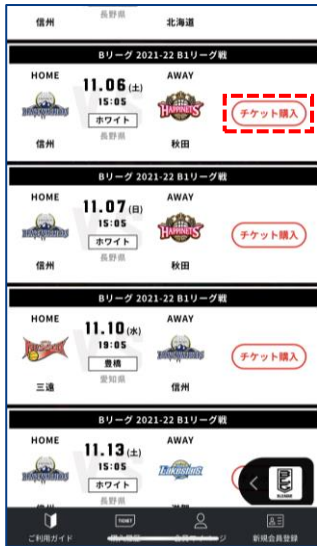 長野県
信州 北海道
Bリーグ 2021-22 B1リーグ戦
HOME 11.06 (土) AWAY
15:05
HAPPINETS
チケット購入
ホワイト
信州 長野県 秋田
Bリーグ 2021-22 B1リーグ戦
HOME 11.07 (日) AWAY
15:05
HAPPINETS
チケット購入
ホワイト
信州 長野県 秋田
Bリーグ 2021-22 B1リーグ戦
HOME 11.10 (水) AWAY
19:05
チケット購入
豊橋
三遠 愛知県 信州
Bリーグ 2021-22 B1リーグ戦
HOME 11.13 (土) AWAY
15:05
Lakestars
ホワイト
長野県
TICKET
ご利用ガイド
新規会員登録